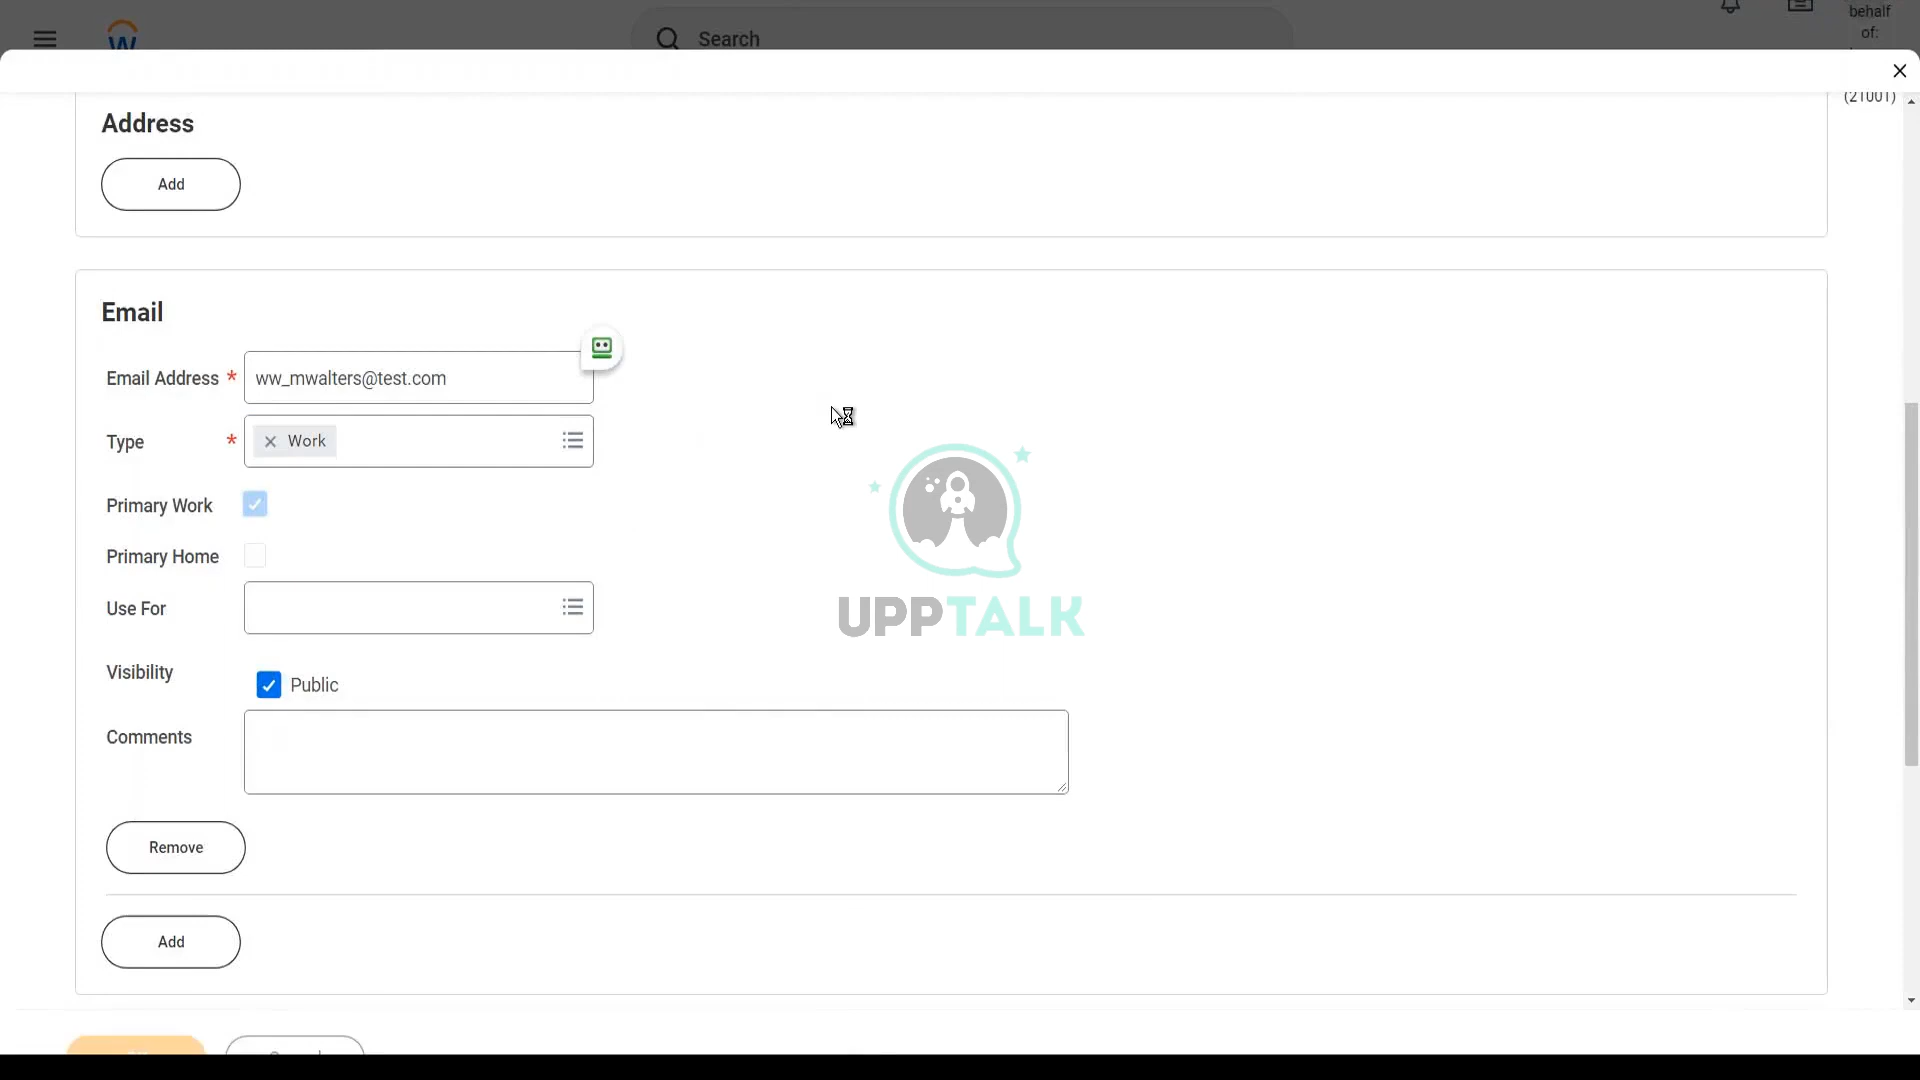 behalf
of:
W
Search
(21001)
Address
Add
Email
Email Address *
ww_mwalters@test.com
Type *
Work
Primary Work
Primary Home
Use For
Visibility
Public
Comments
UPPTALK
Remove
Add